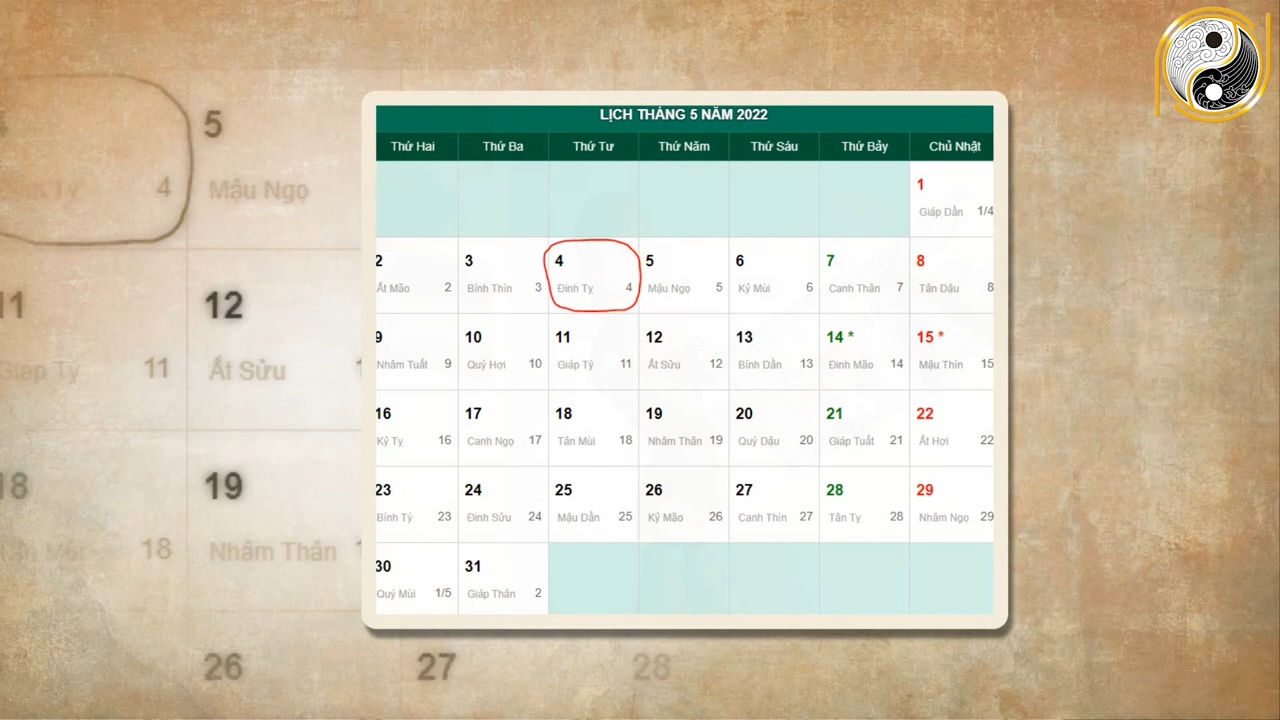 LỊCH THÁNG 5 NĂM 2022
Thứ Hai Thứ Ba Thứ Tư Thứ Năm Thứ Sáu Thứ Bảy Chủ Nhật
1
Giáp Dần 1/4
2 3 4 5 6 7 8
Ất Mão 2 Bính Thìn 3 Đinh Tỵ 4 Mậu Ngọ 5 Kỷ Mùi 6 Canh Thân 7 Tân Dậu 8
9 10 11 12 13 14 * 15 *
Nhâm Tuất 9 Quý Hợi 10 Giáp Tý 11 Ất Sửu 12 Bính Dần 13 Đinh Mão 14 Mậu Thìn 15
16 17 18 19 20 21 22
Kỷ Tỵ 16 Canh Ngọ 17 Tân Mùi 18 Nhâm Thân 19 Quý Dậu 20 Giáp Tuất 21 Ất Hợi 22
23 24 25 26 27 28 29
Bính Tý 23 Đinh Sửu 24 Mậu Dần 25 Kỷ Mão 26 Canh Thìn 27 Tân Tỵ 28 Nhâm Ngọ 29
30 31
Quý Mùi 1/5 Giáp Thân 2
5
4 Mậu Ngọ
11 12
Giáp Tý 11 Ất Sửu
18 19
18 Nhâm Thân
26 27 28